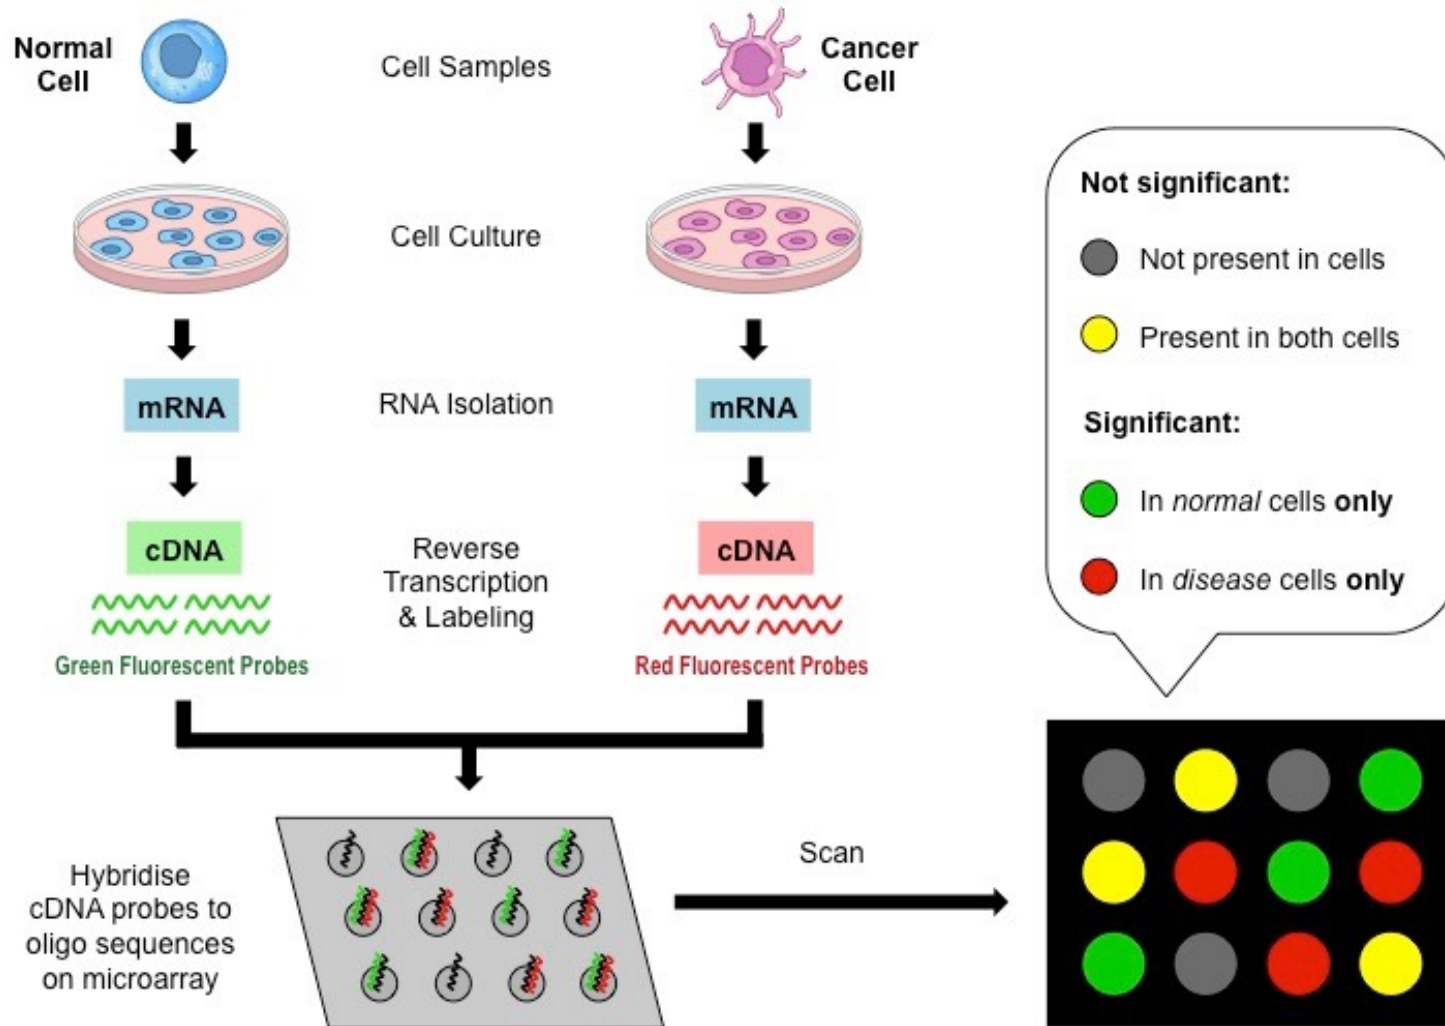 Normal
Cell
Cell Samples
Cancer
Cell
Cell Culture
mRNA
RNA Isolation
mRNA
cDNA
Reverse
Transcription
& Labeling
cDNA
Green Fluorescent Probes
Red Fluorescent Probes
Hybridise
cDNA probes to
oligo sequences
on microarray
Scan
Not significant:
Not present in cells
Present in both cells
Significant:
In normal cells only
In disease cells only